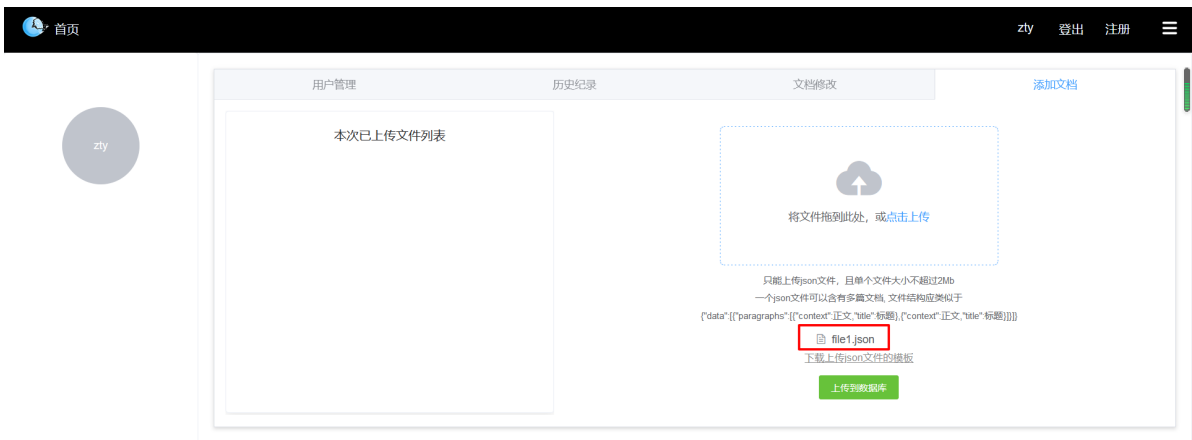 首页
zty 登出 注册
用户管理 历史纪录 文档修改 添加文档
zty
本次已上传文件列表
将文件拖到此处，或点击上传
只能上传json文件，且单个文件大小不超过2Mb
一个json文件可以含有多篇文档, 文件结构应类似于
{"data":[{"paragraphs":[{"context":正文,"title":标题},{"context":正文,"title":标题}]}]}
file1.json
下载上传json文件的模板
上传到数据库